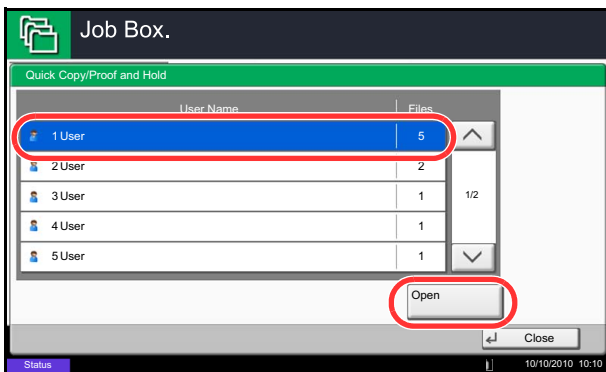 Job Box.
Quick Copy/Proof and Hold
User Name Files
1 User 5
2 User 2
3 User 1
1/2
4 User 1
5 User 1
Open
Close
Status 10/10/2010 10:10